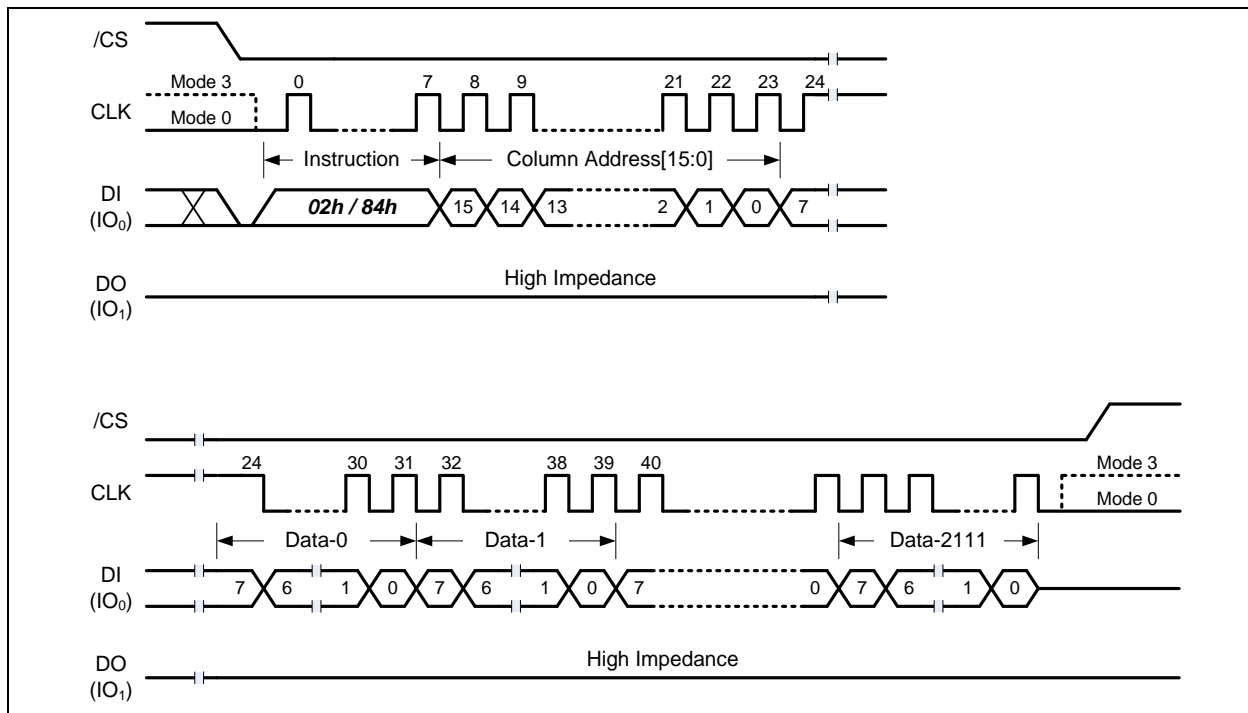 /CS
Mode 3
0 7 8 9 21 22 23 24
CLK
Mode 0
Instruction Column Address[15:0]
DI
(IO0)
02h / 84h 15 14 13 2 1 0 7
High Impedance
DO
(IO1)
/CS
24 30 31 32 38 39 40
Mode 3
CLK
Mode 0
Data-0 Data-1 Data-2111
DI
(IO0)
7 6 1 0 7 6 1 0 7 0 7 6 1 0
High Impedance
DO
(IO1)